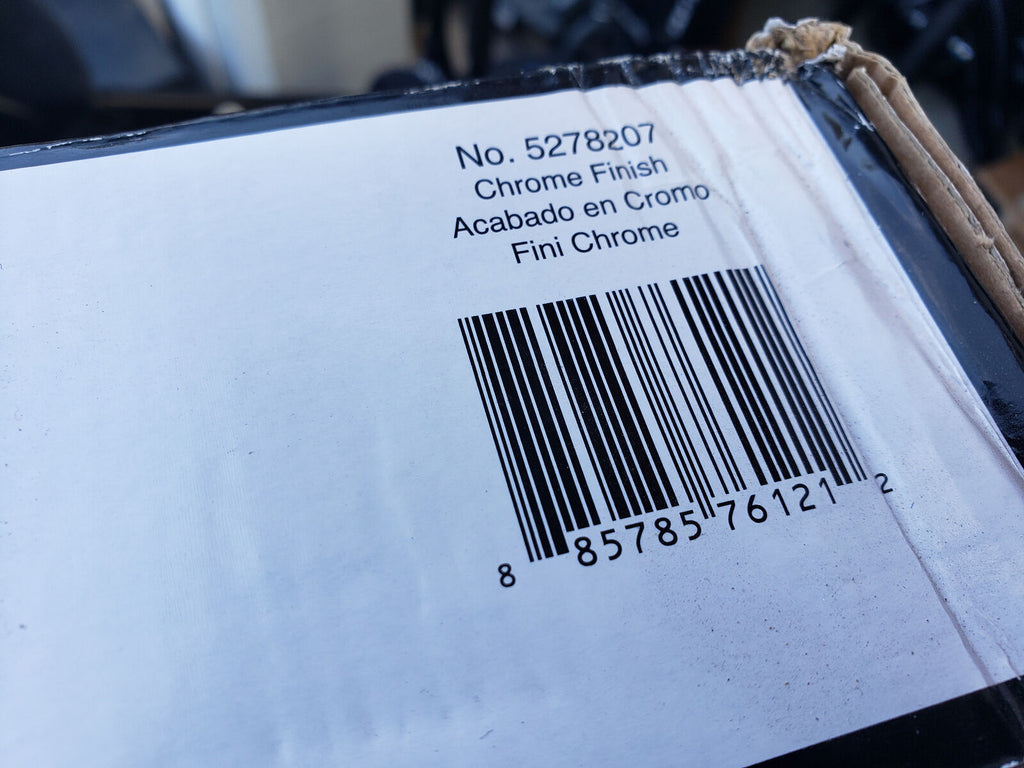 No. 5278207
Chrome Finish
Acabado en Cromo
Fini Chrome
8 85785 76121 2